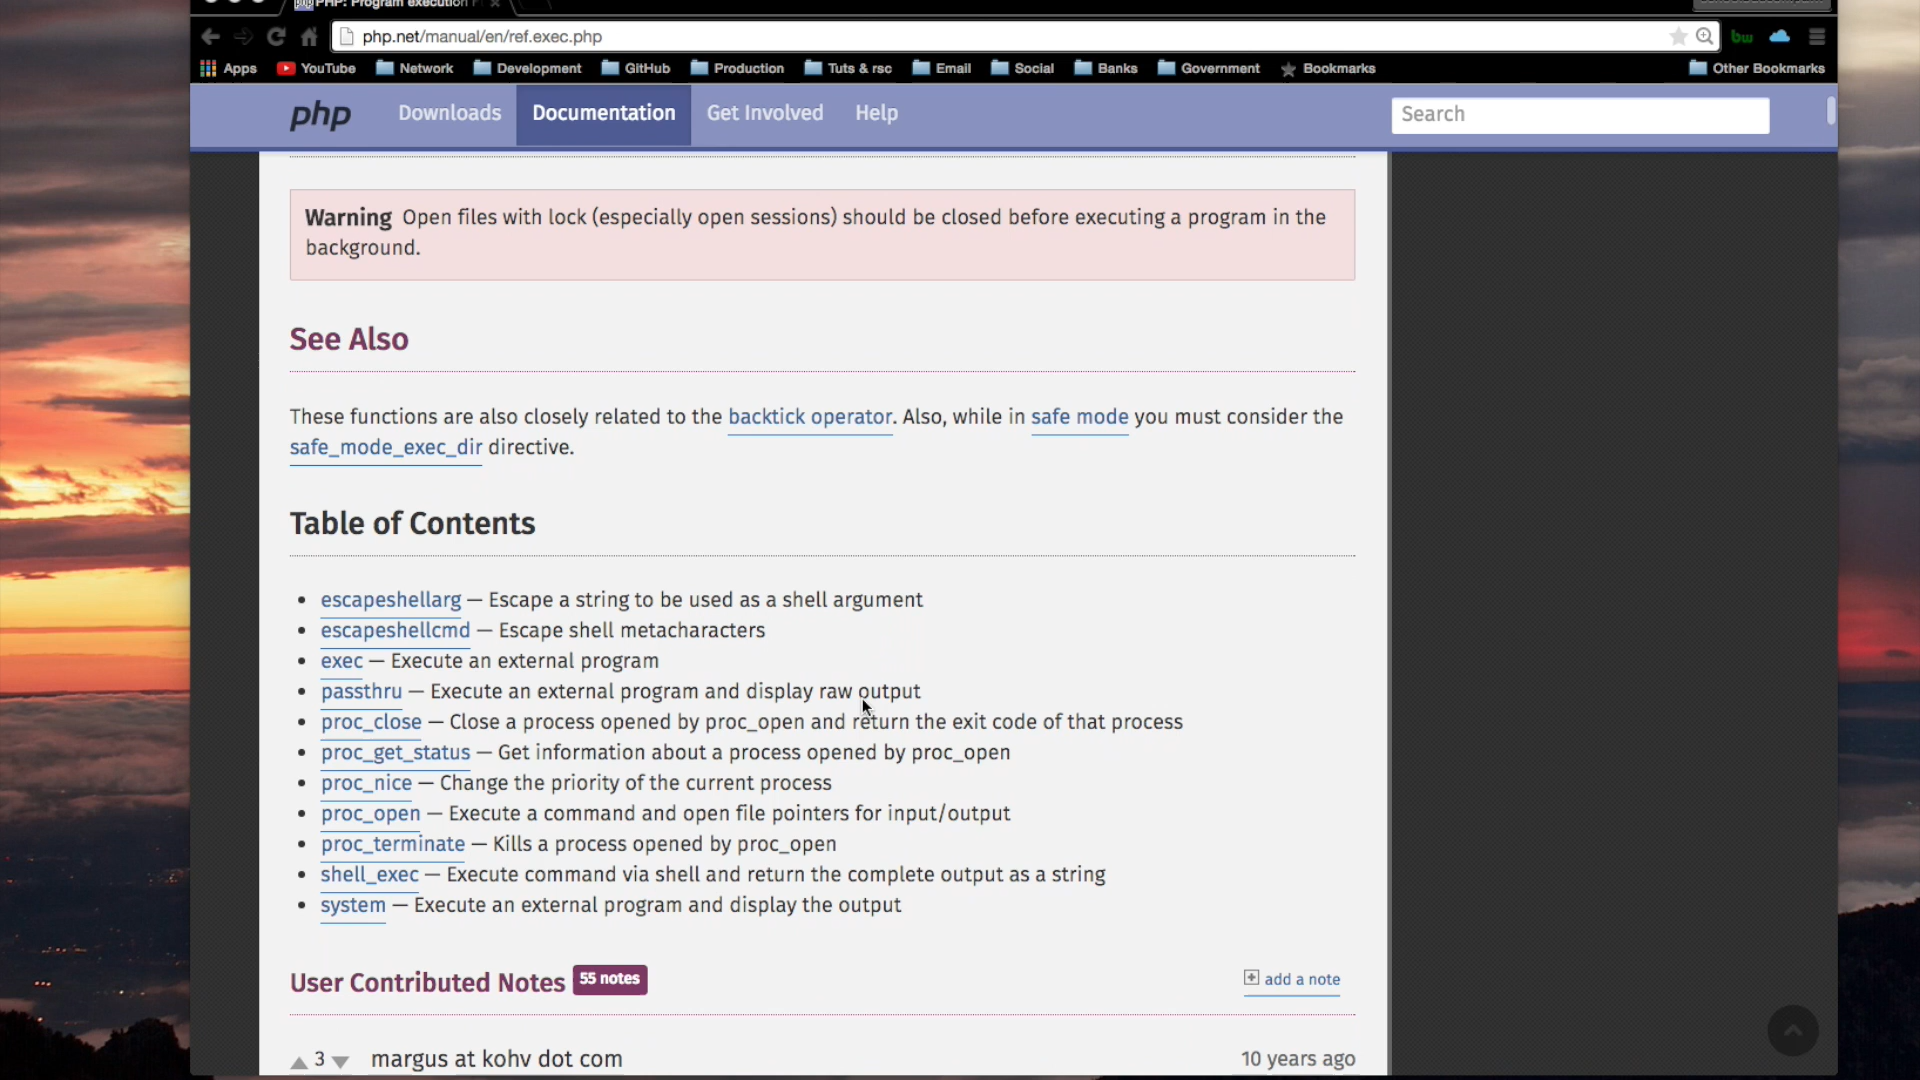 PHP: Program execution
php.net/manual/en/ref.exec.php
bw
Apps YouTube Network Development GitHub Production Tuts & rsc Email Social Banks Government Bookmarks Other Bookmarks
php Downloads Documentation Get Involved Help Search
Warning Open files with lock (especially open sessions) should be closed before executing a program in the
background.
See Also
These functions are also closely related to the backtick operator. Also, while in safe mode you must consider the
safe_mode_exec_dir directive.
Table of Contents
• escapeshellarg — Escape a string to be used as a shell argument
• escapeshellcmd — Escape shell metacharacters
• exec — Execute an external program
• passthru — Execute an external program and display raw output
• proc_close — Close a process opened by proc_open and return the exit code of that process
• proc_get_status — Get information about a process opened by proc_open
• proc_nice — Change the priority of the current process
• proc_open — Execute a command and open file pointers for input/output
• proc_terminate — Kills a process opened by proc_open
• shell_exec — Execute command via shell and return the complete output as a string
• system — Execute an external program and display the output
User Contributed Notes 55 notes add a note
3 margus at kohv dot com 10 years ago